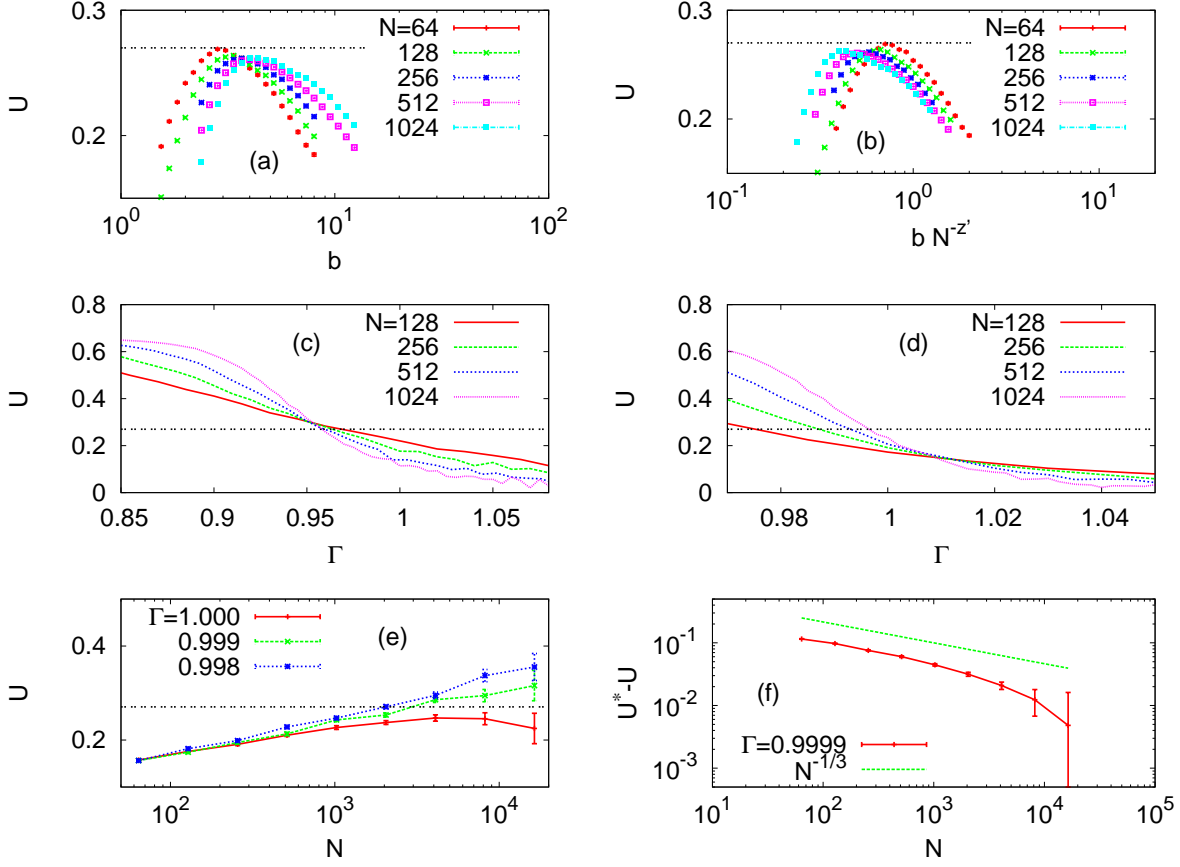 0.3
0.2
U
10^0
10^1
10^2
b
N=64
128
256
512
1024
(a)
0.3
0.2
U
10^-1
10^0
10^1
b N^-z'
N=64
128
256
512
1024
(b)
0.8
0.6
0.4
0.2
0
U
0.85
0.9
0.95
1
1.05
Γ
(c)
N=128
256
512
1024
0.8
0.6
0.4
0.2
0
U
0.98
1
1.02
1.04
Γ
(d)
N=128
256
512
1024
0.4
0.2
U
Γ=1.000
0.999
0.998
(e)
10^2
10^3
10^4
N
10^-1
10^-2
10^-3
U^*-U
(f)
Γ=0.9999
N^-1/3
10^1
10^2
10^3
10^4
10^5
N